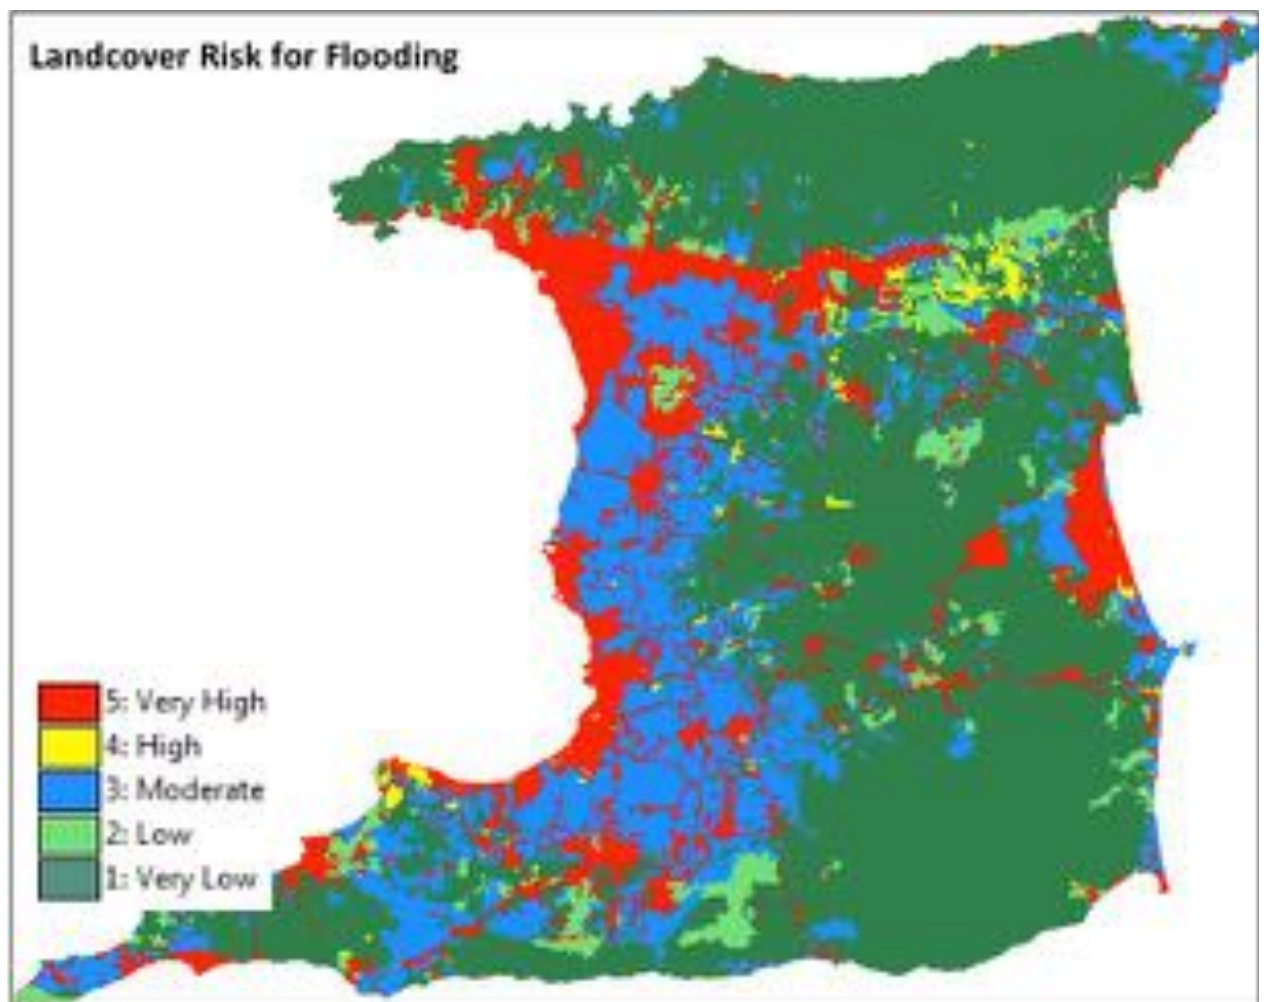 Landcover Risk for Flooding
5: Very High
4: High
3: Moderate
2: Low
1: Very Low